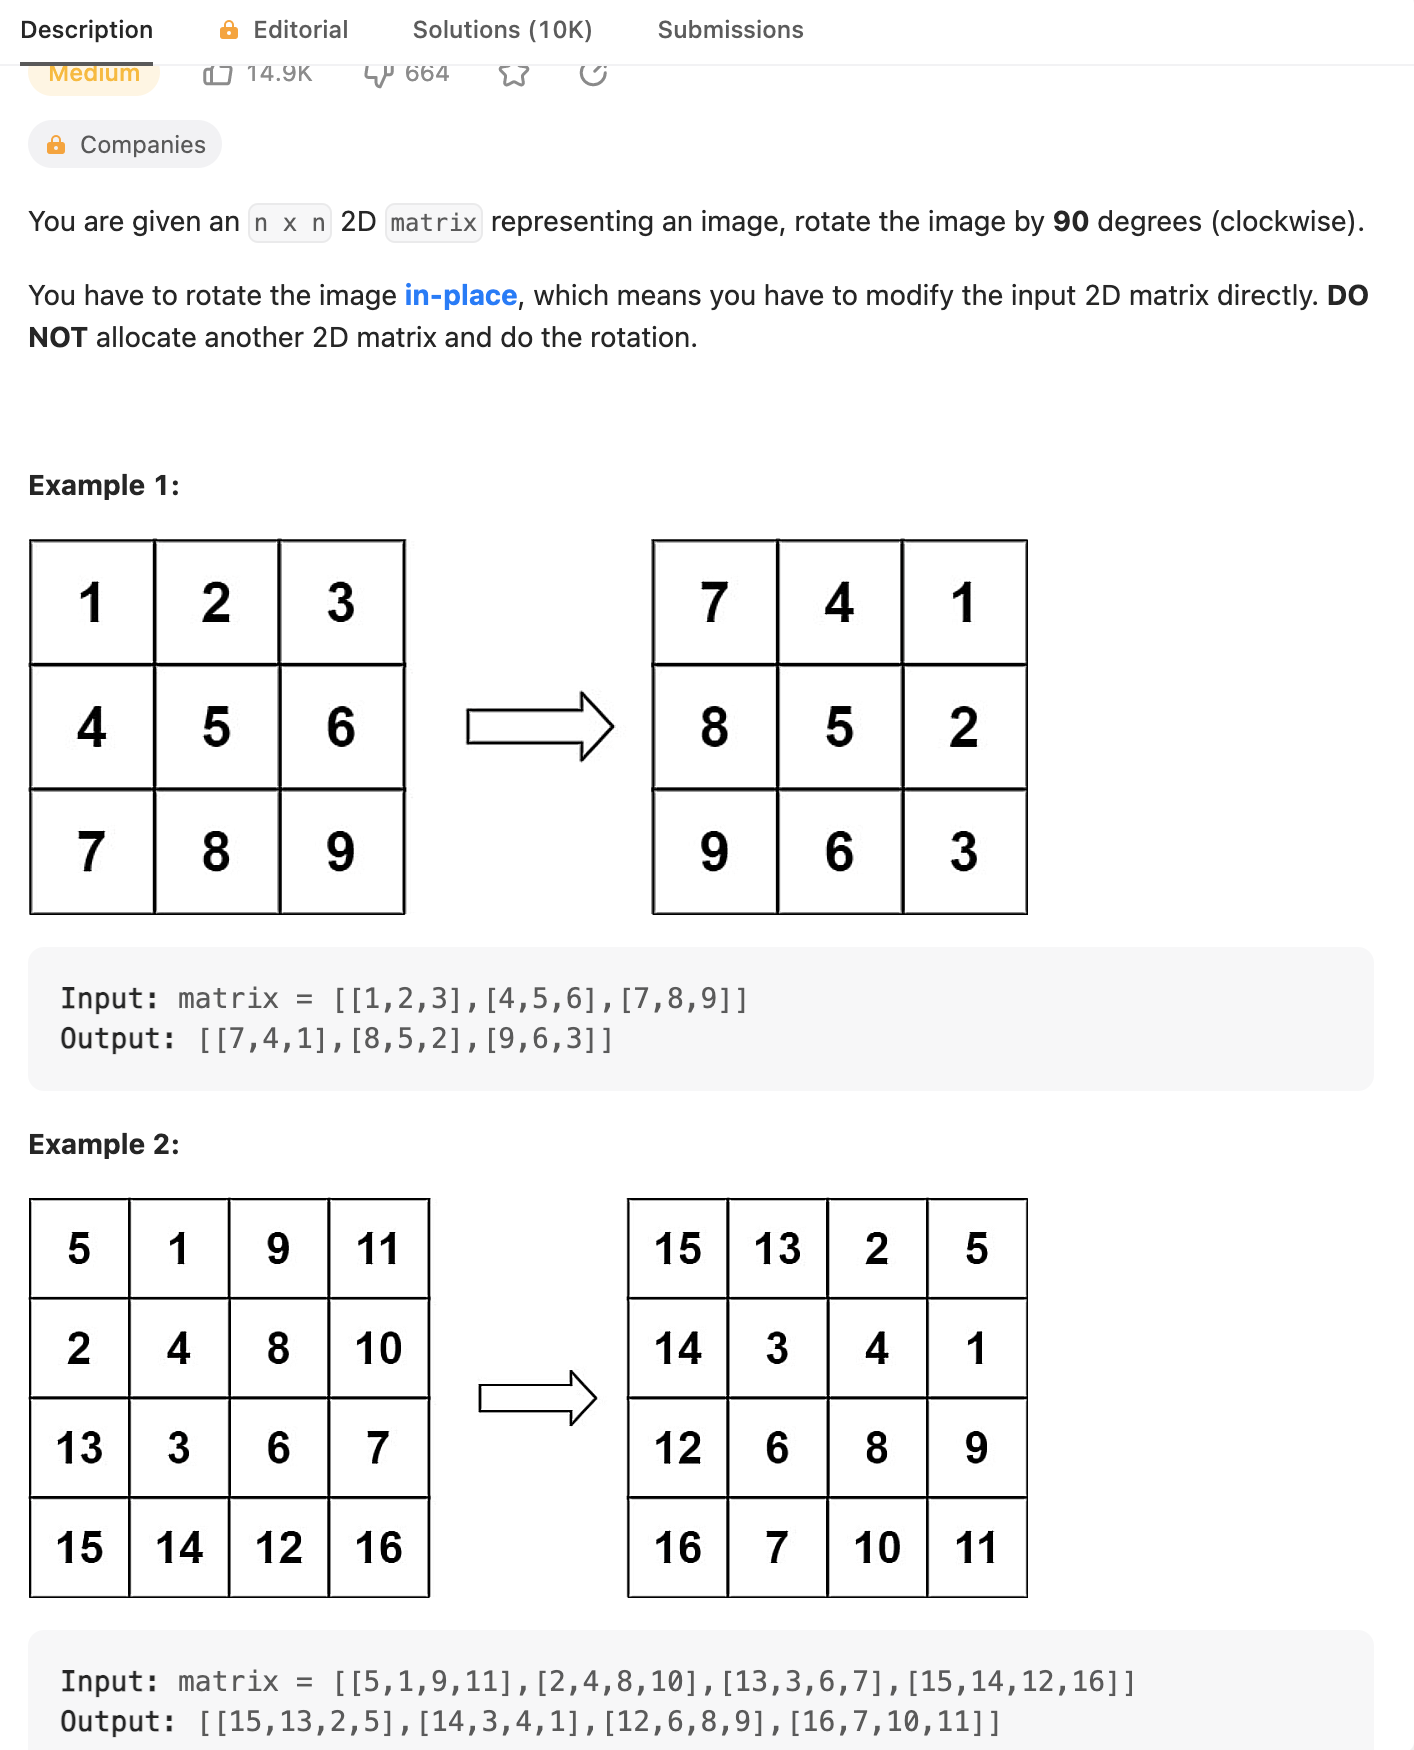 Description Editorial Solutions (10K) Submissions
Medium 14.9K 664
Companies
You are given an n x n 2D matrix representing an image, rotate the image by 90 degrees (clockwise).
You have to rotate the image in-place, which means you have to modify the input 2D matrix directly. DO
NOT allocate another 2D matrix and do the rotation.
Example 1:
1 2 3 7 4 1
4 5 6 8 5 2
7 8 9 9 6 3
Input: matrix = [[1,2,3],[4,5,6],[7,8,9]]
Output: [[7,4,1],[8,5,2],[9,6,3]]
Example 2:
5 1 9 11 15 13 2 5
2 4 8 10 14 3 4 1
13 3 6 7 12 6 8 9
15 14 12 16 16 7 10 11
Input: matrix = [[5,1,9,11],[2,4,8,10],[13,3,6,7],[15,14,12,16]]
Output: [[15,13,2,5],[14,3,4,1],[12,6,8,9],[16,7,10,11]]